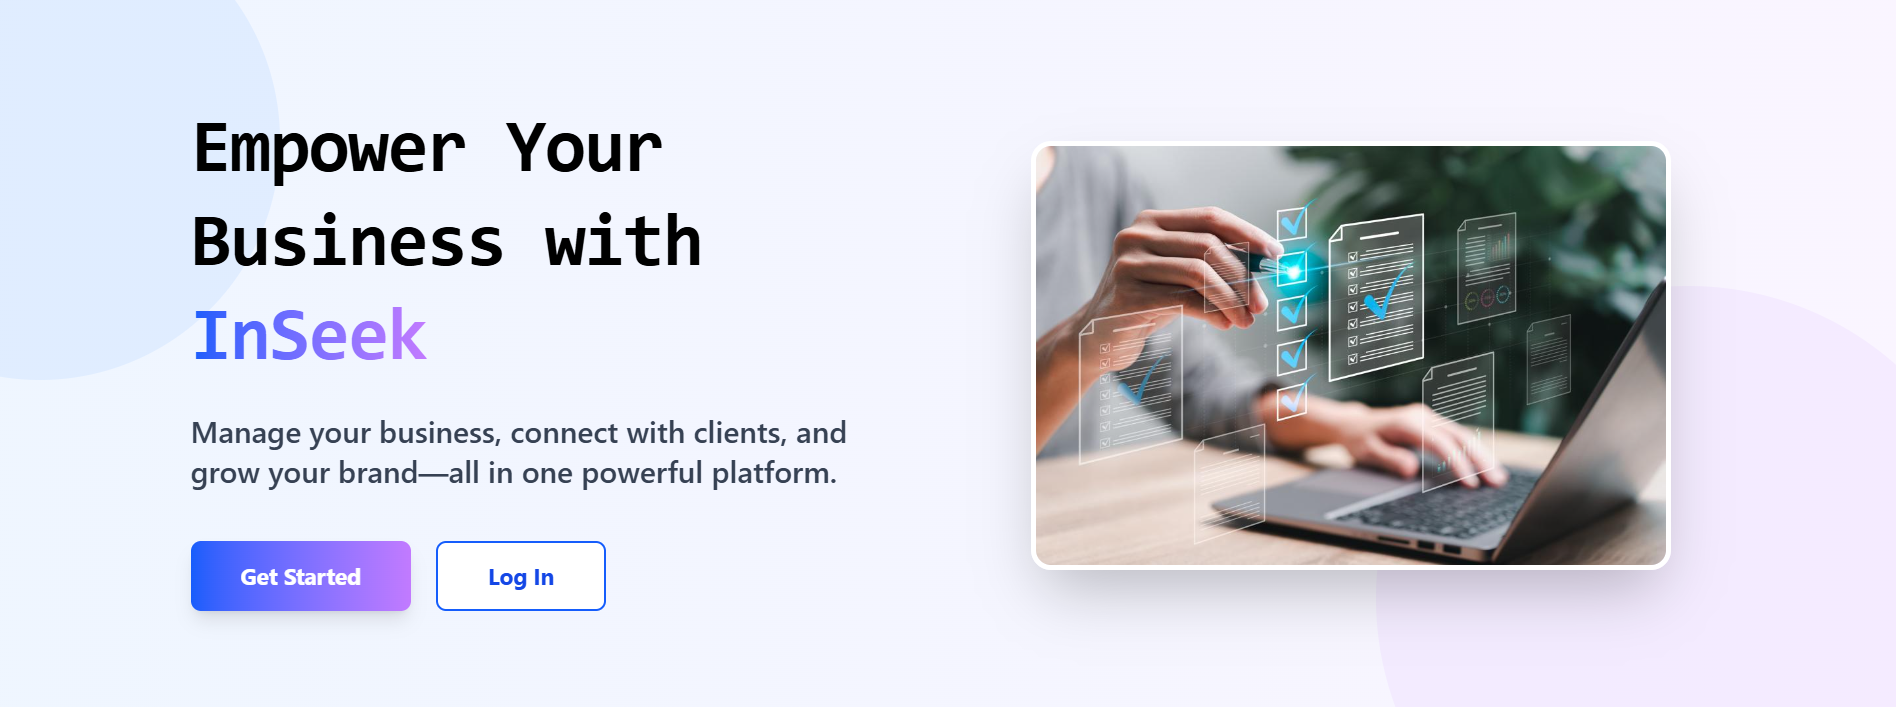 Empower Your
Business with
InSeek
Manage your business, connect with clients, and
grow your brand—all in one powerful platform.
Get Started
Log In